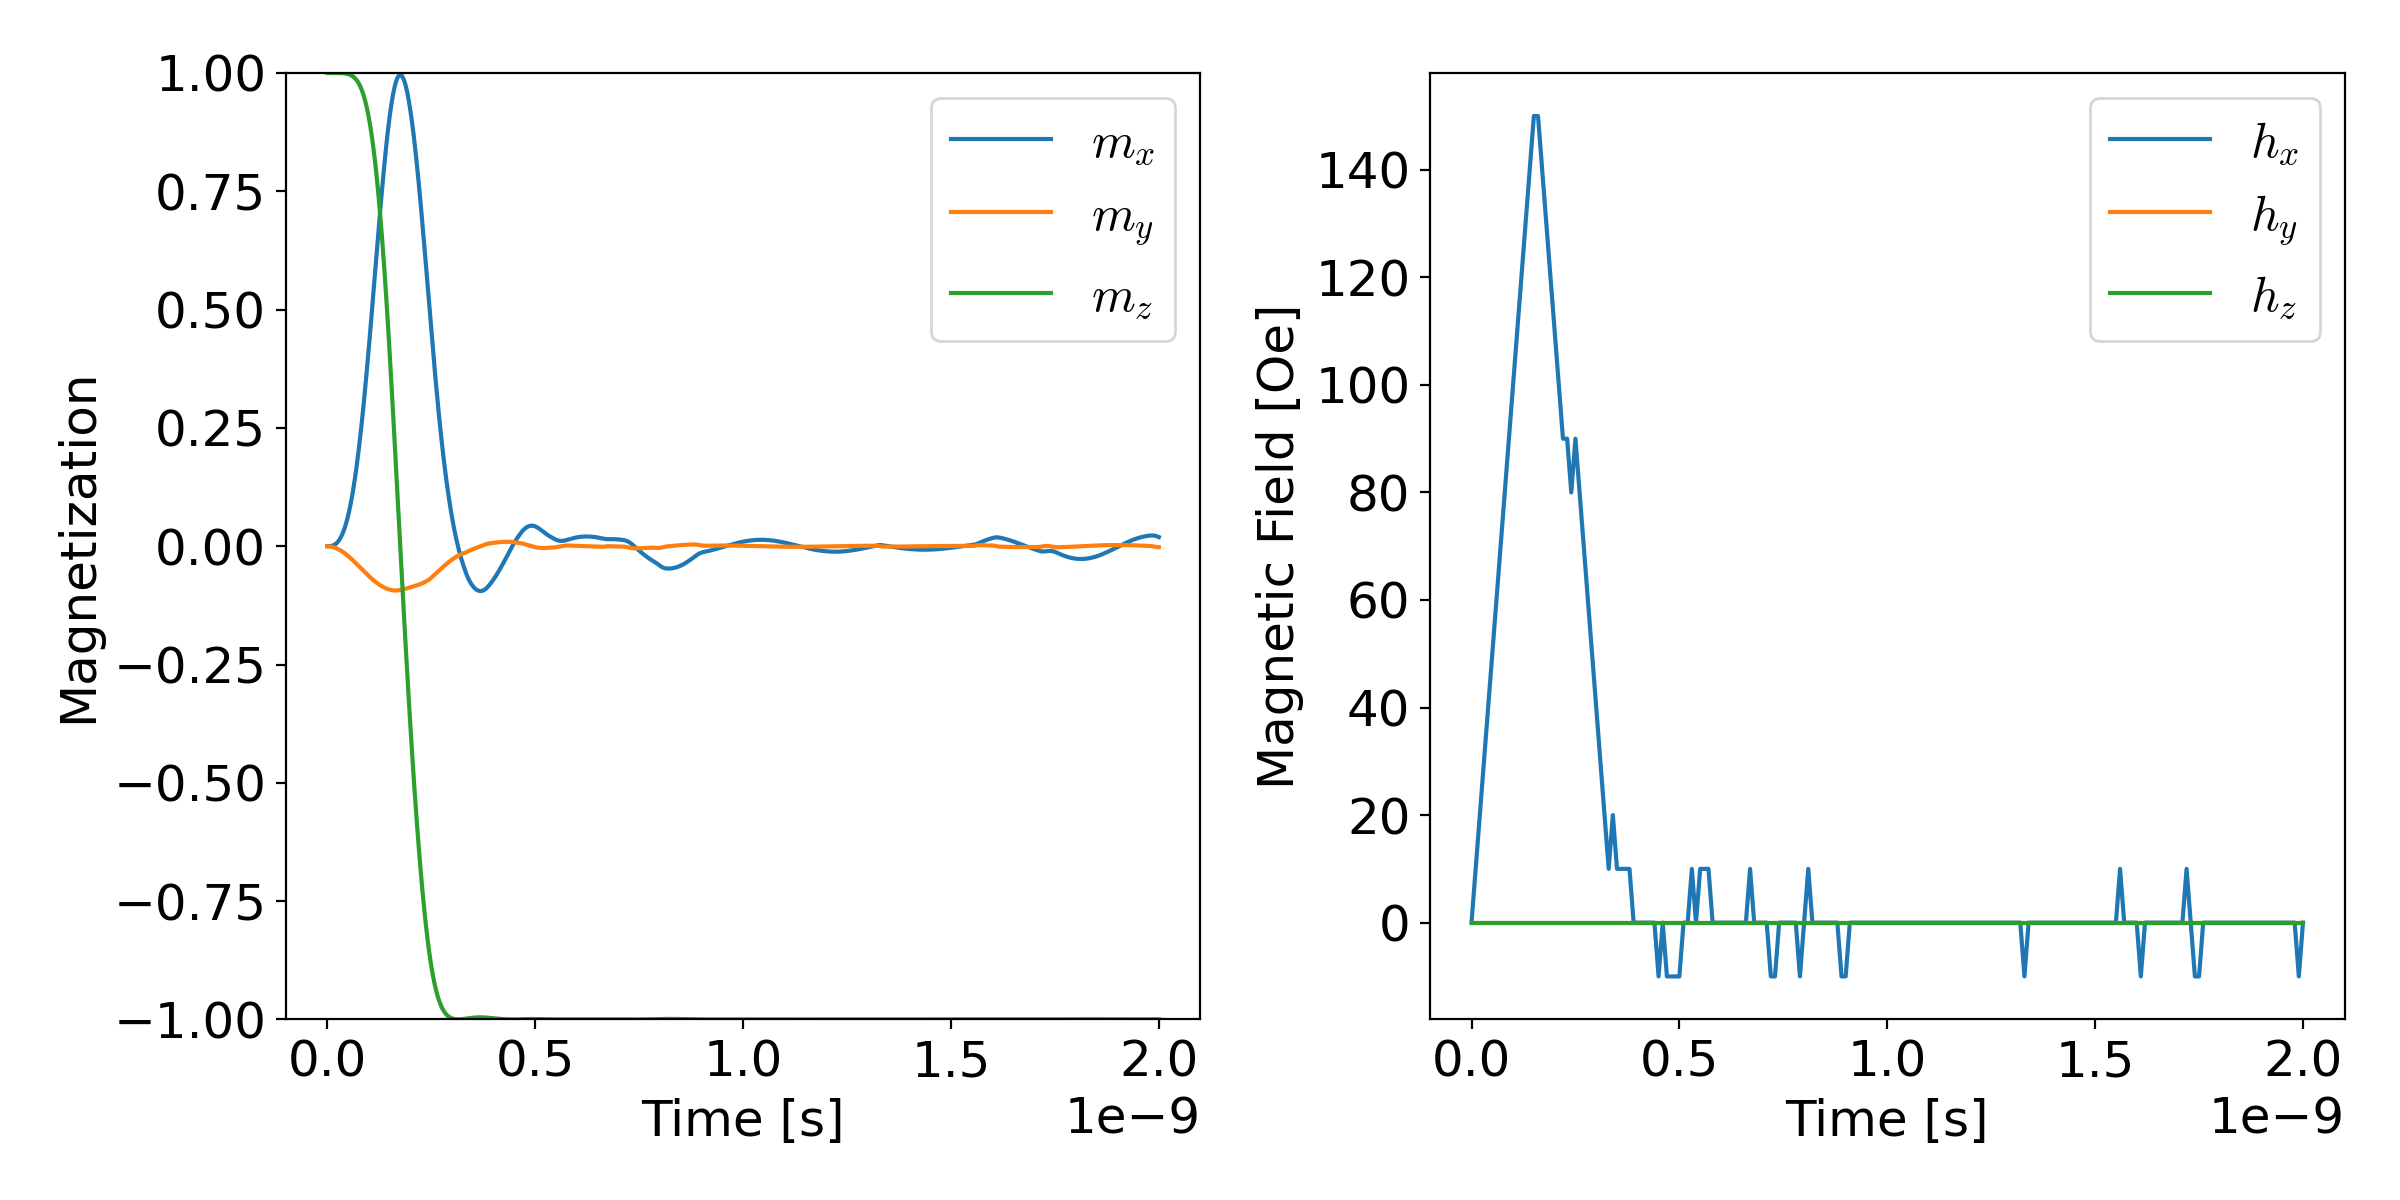 1.00
0.75
0.50
0.25
0.00
−0.25
−0.50
−0.75
−1.00
Magnetization
0.0 0.5 1.0 1.5 2.0
Time [s]
1e−9
m_x
m_y
m_z
140
120
100
80
60
40
20
0
Magnetic Field [Oe]
0.0 0.5 1.0 1.5 2.0
Time [s]
1e−9
h_x
h_y
h_z